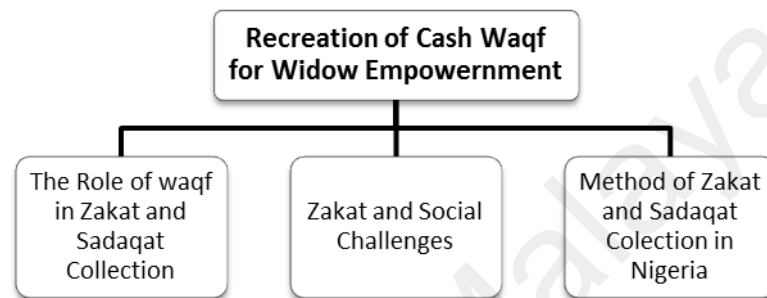 Recreation of Cash Waqf
for Widow Empowernment
The Role of waqf
in Zakat and
Sadaqat
Collection
Zakat and Social
Challenges
Method of Zakat
and Sadaqat
Colection in
Nigeria
Malaya